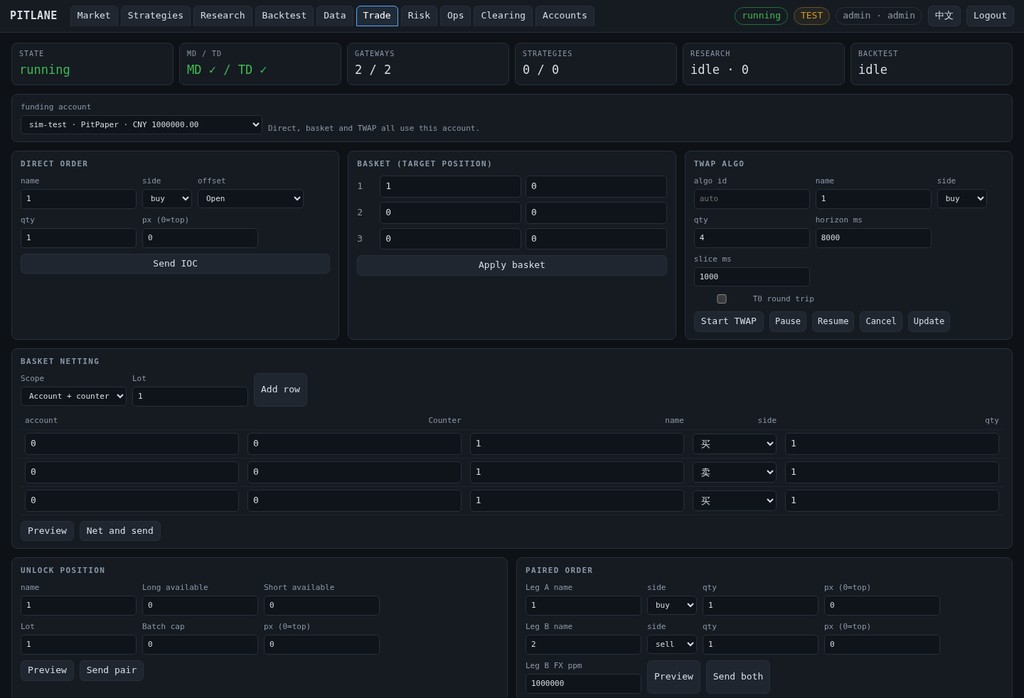 PITLANE Market Strategies Research Backtest Data Trade Risk Ops Clearing Accounts running TEST admin · admin 中文 Logout
STATE MD / TD GATEWAYS STRATEGIES RESEARCH BACKTEST
running MD ✓ / TD ✓ 2 / 2 0 / 0 idle · 0 idle
funding account
sim-test · PitPaper · CNY 1000000.00 Direct, basket and TWAP all use this account.
DIRECT ORDER
name side offset
1 buy Open
qty px (0=top)
1 0
Send IOC
BASKET (TARGET POSITION)
1 1 0
2 0 0
3 0 0
Apply basket
TWAP ALGO
algo id name side
auto 1 buy
qty horizon ms
4 8000
slice ms
1000
T0 round trip
Start TWAP Pause Resume Cancel Update
BASKET NETTING
Scope Lot
Account + counter 1 Add row
account Counter name side qty
0 0 1 买 1
0 0 1 卖 1
0 0 1 买 1
Preview Net and send
UNLOCK POSITION
name Long available Short available
1 0 0
Lot Batch cap px (0=top)
1 0 0
Preview Send pair
PAIRED ORDER
Leg A name side qty px (0=top)
1 buy 1 0
Leg B name side qty px (0=top)
2 sell 1 0
Leg B FX ppm
1000000 Preview Send both